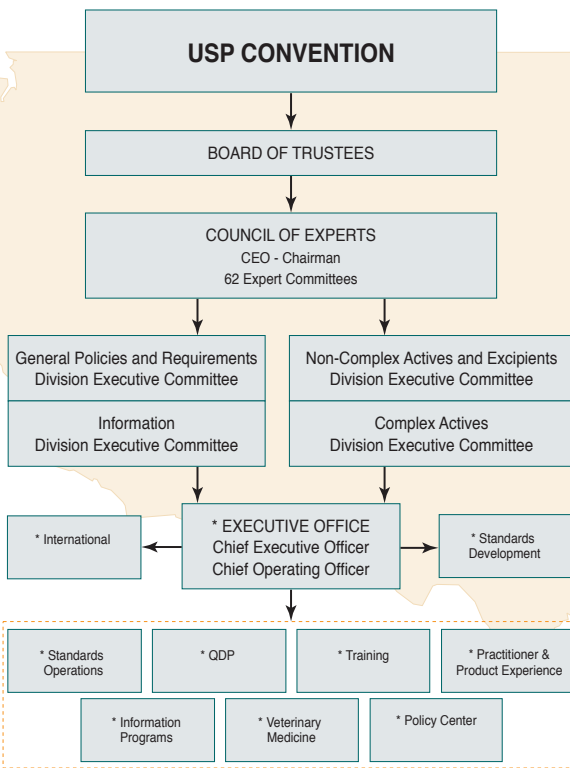 USP CONVENTION
BOARD OF TRUSTEES
COUNCIL OF EXPERTS
CEO - Chairman
62 Expert Committees
General Policies and Requirements
Division Executive Committee
Information
Division Executive Committee
Non-Complex Actives and Excipients
Division Executive Committee
Complex Actives
Division Executive Committee
* International
* EXECUTIVE OFFICE
Chief Executive Officer
Chief Operating Officer
* Standards
Development
* Standards
Operations
* QDP
* Training
* Practitioner &
Product Experience
* Information
Programs
* Veterinary
Medicine
* Policy Center